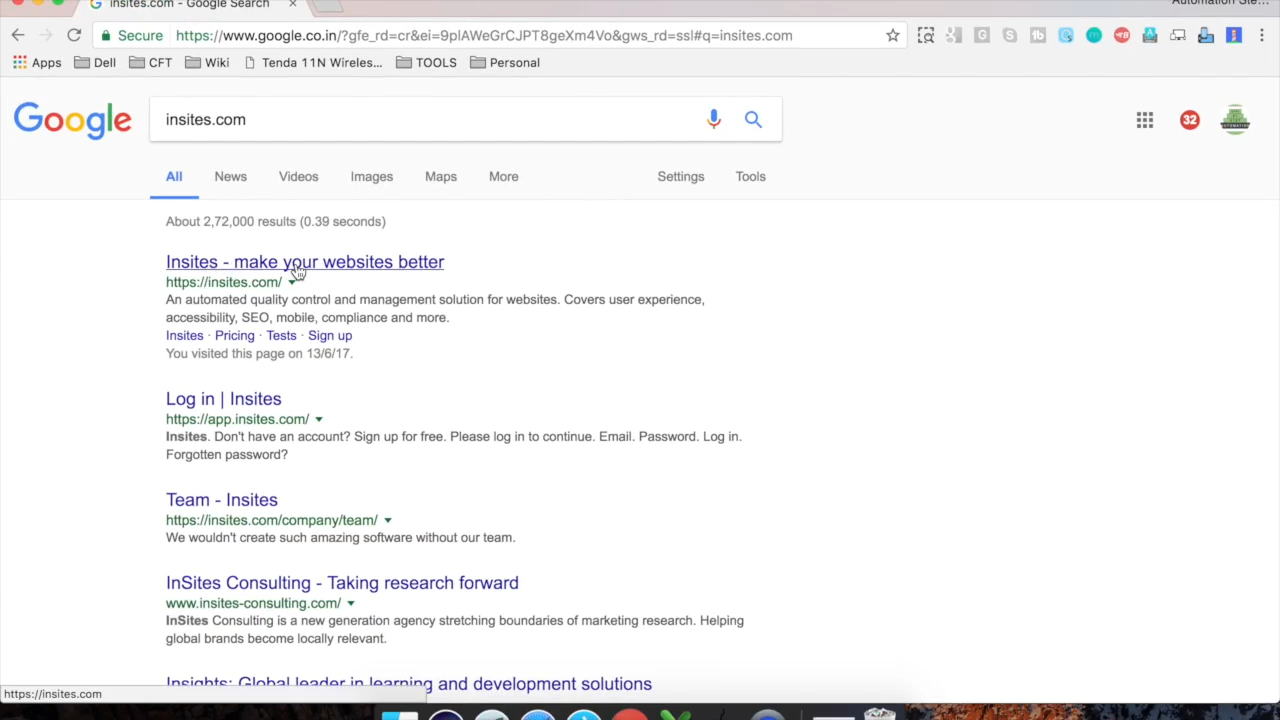 insites.com - Google Search
Automation Ste...
Secure https://www.google.co.in/?gfe_rd=cr&ei=9plAWeGrCJPT8geXm4Vo&gws_rd=ssl#q=insites.com
Apps Dell CFT Wiki Tenda 11N Wireles... TOOLS Personal
Google insites.com 32
All News Videos Images Maps More Settings Tools
About 2,72,000 results (0.39 seconds)
Insites - make your websites better
https://insites.com/
An automated quality control and management solution for websites. Covers user experience,
accessibility, SEO, mobile, compliance and more.
Insites · Pricing · Tests · Sign up
You visited this page on 13/6/17.
Log in | Insites
https://app.insites.com/
Insites. Don't have an account? Sign up for free. Please log in to continue. Email. Password. Log in.
Forgotten password?
Team - Insites
https://insites.com/company/team/
We wouldn't create such amazing software without our team.
InSites Consulting - Taking research forward
www.insites-consulting.com/
InSites Consulting is a new generation agency stretching boundaries of marketing research. Helping
global brands become locally relevant.
Insights: Global leader in learning and development solutions
https://insites.com